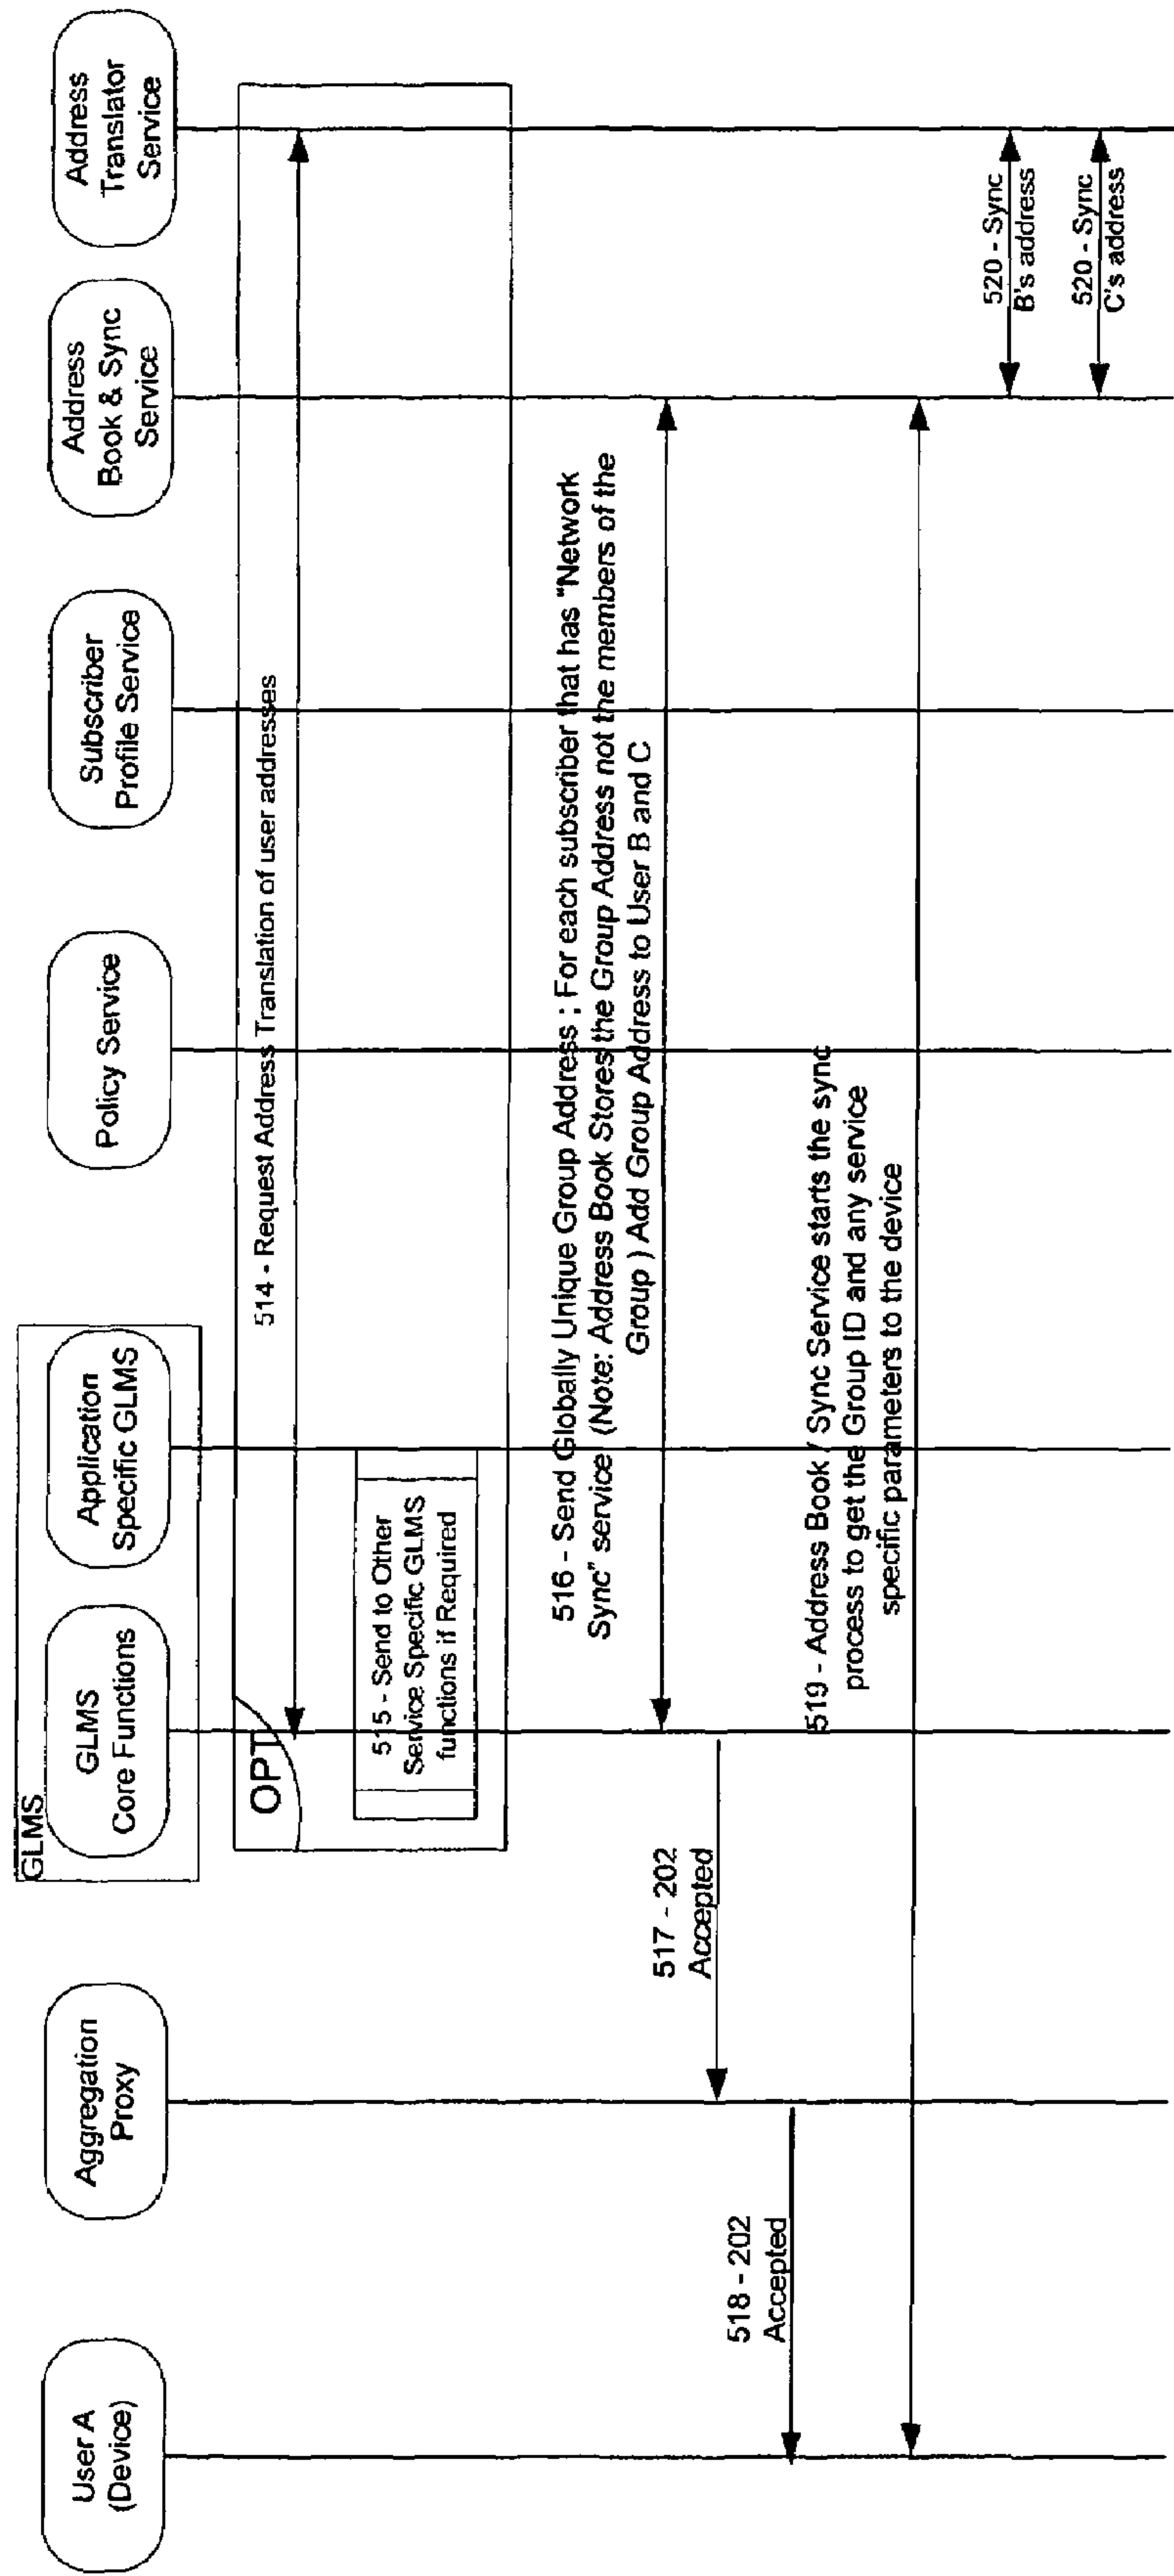 User A
(Device)
Aggregation
Proxy
GLMS
GLMS
Core Functions
Application
Specific GLMS
Policy Service
Subscriber
Profile Service
Address
Book & Sync
Service
Address
Translator
Service
OPT
514 - Request Address Translation of user addresses
515 - Send to Other
Service Specific GLMS
functions if Required
516 - Send Globally Unique Group Address ; For each subscriber that has "Network
Sync" service (Note: Address Book Stores the Group Address not the members of the
Group ) Add Group Address to User B and C
517 - 202
Accepted
518 - 202
Accepted
519 - Address Book / Sync Service starts the sync
process to get the Group ID and any service
specific parameters to the device
520 - Sync
B's address
520 - Sync
C's address